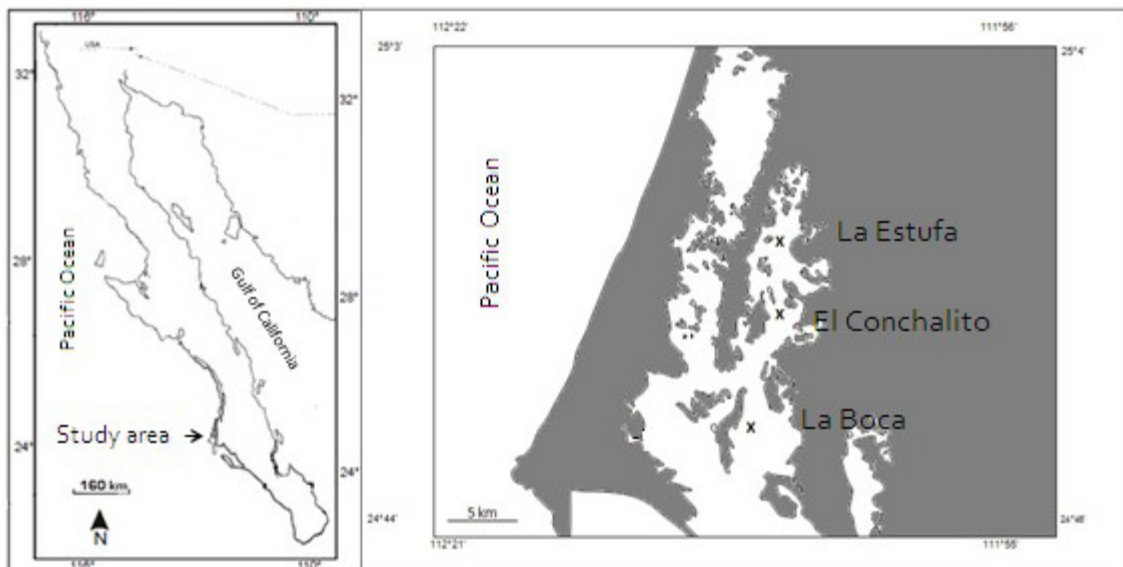 116°
110°
USA
32°
32°
Pacific Ocean
Gulf of California
28°
28°
Study area
24°
24°
160 km
N
116°
110°
112°22'
111°56'
25°3'
25°4'
Pacific Ocean
La Estufa
X
El Conchalito
X
La Boca
X
5 km
24°44'
24°45'
112°21'
111°55'